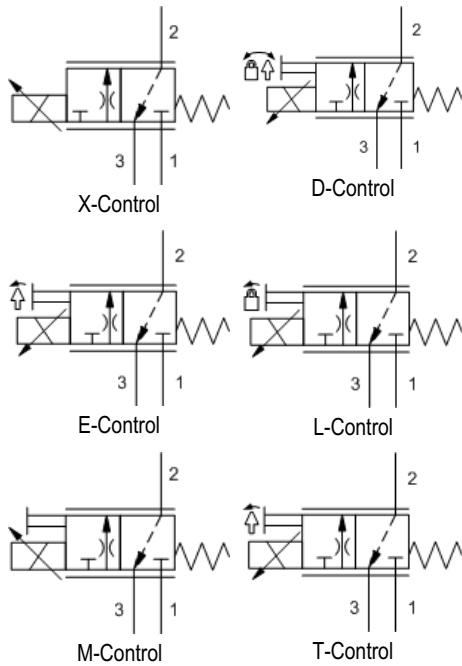 2
2
3 1
X-Control
3 1
D-Control
2
2
3 1
E-Control
3 1
L-Control
2
2
3 1
M-Control
3 1
T-Control